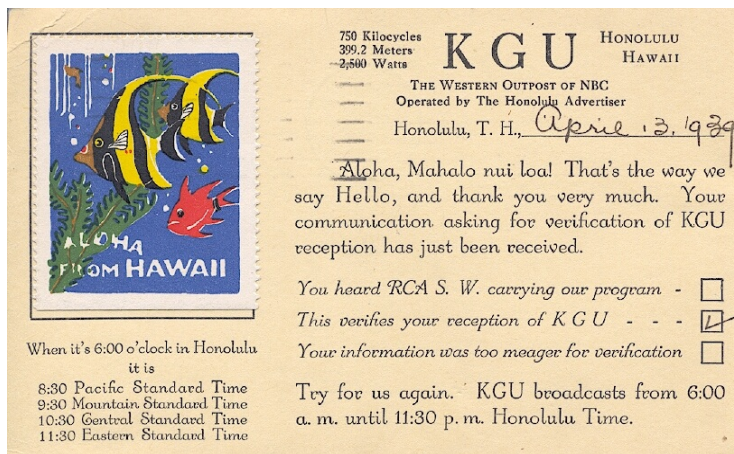 750 Kilocycles
399.2 Meters
2,500 Watts
KGU
HONOLULU
HAWAII
THE WESTERN OUTPOST OF NBC
Operated by The Honolulu Advertiser
Honolulu, T. H., April 13, 1939
Aloha, Mahalo nui loa! That's the way we
say Hello, and thank you very much. Your
communication asking for verification of KGU
reception has just been received.
You heard RCA S. W. carrying our program -
This verifies your reception of K G U - - -
Your information was too meager for verification
Try for us again. KGU broadcasts from 6:00
a. m. until 11:30 p. m. Honolulu Time.
ALOHA
FROM HAWAII
When it's 6:00 o'clock in Honolulu
it is
8:30 Pacific Standard Time
9:30 Mountain Standard Time
10:30 Central Standard Time
11:30 Eastern Standard Time